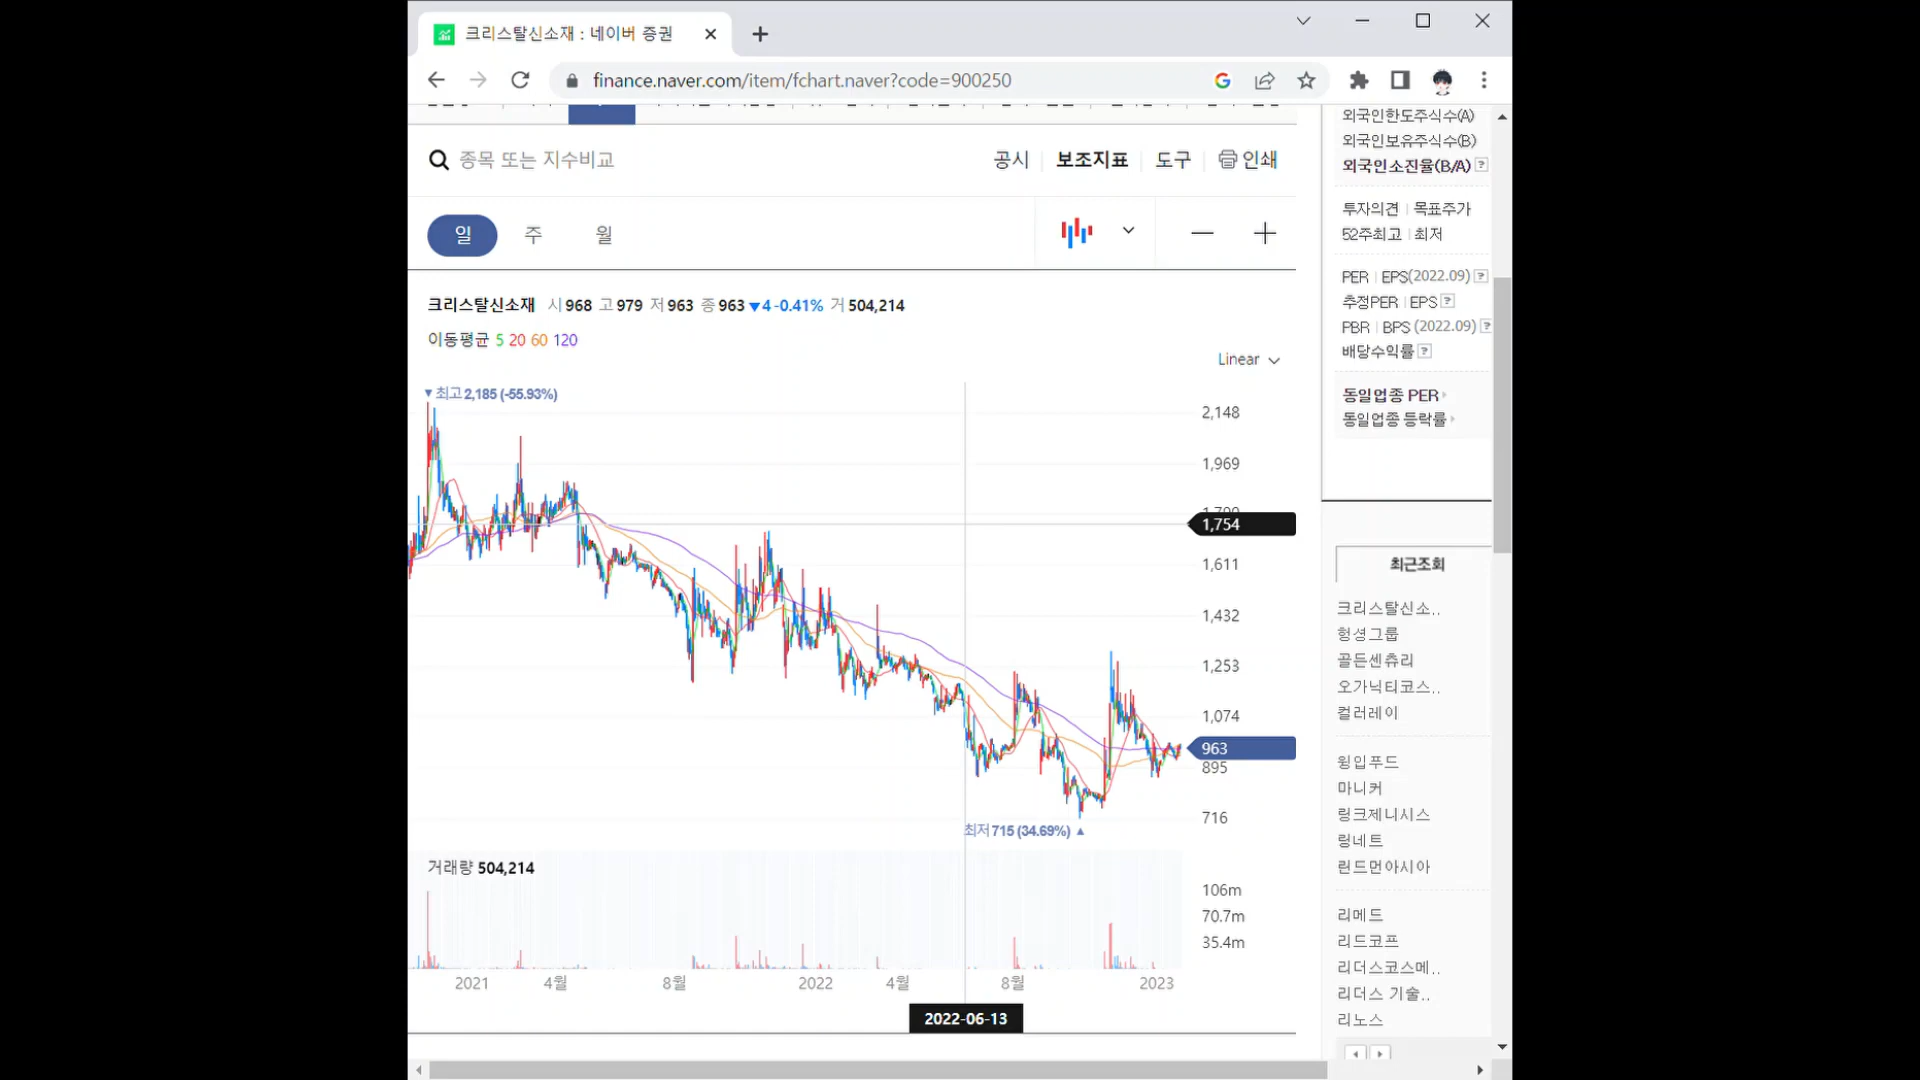 크리스탈신소재 : 네이버 증권
finance.naver.com/item/fchart.naver?code=900250
종목 또는 지수비교
공시
보조지표
도구
인쇄
일
주
월
크리스탈신소재 시 968 고 979 저 963 종 963 ▼4 -0.41% 거 504,214
이동평균 5 20 60 120
Linear
▼최고 2,185 (-55.93%)
2,148
1,969
1,754
1,611
1,432
1,253
1,074
963
895
716
최저 715 (34.69%) ▲
거래량 504,214
106m
70.7m
35.4m
2021
4월
8월
2022
4월
8월
2023
2022-06-13
외국인한도주식수(A)
외국인보유주식수(B)
외국인소진율(B/A) ?
투자의견 | 목표주가
52주최고 | 최저
PER | EPS(2022.09) ?
추정PER | EPS ?
PBR | BPS (2022.09) ?
배당수익률 ?
동일업종 PER
동일업종 등락률
최근조회
크리스탈신소..
헝셩그룹
골든센츄리
오가닉티코스..
컬러레이
윙입푸드
마니커
링크제니시스
링네트
린드먼아시아
리메드
리드코프
리더스코스메..
리더스 기술..
리노스